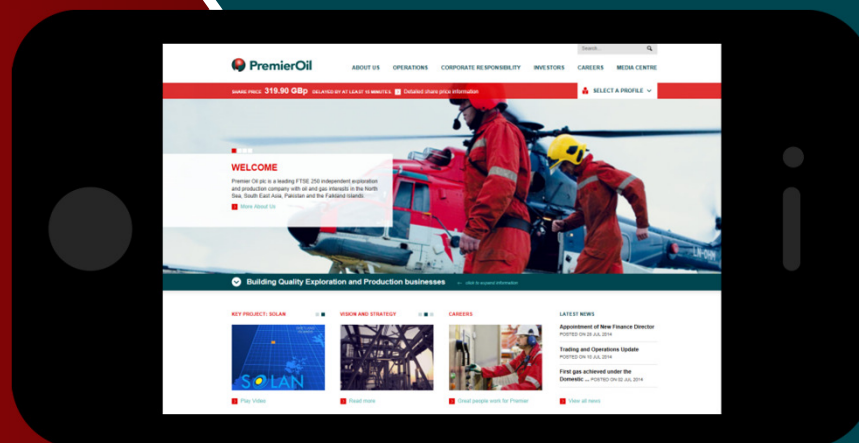 Search...
PremierOil
ABOUT US OPERATIONS CORPORATE RESPONSIBILITY INVESTORS CAREERS MEDIA CENTRE
SHARE PRICE 319.90 GBp DELAYED BY AT LEAST 15 MINUTES. Detailed share price information
SELECT A PROFILE
WELCOME
Premier Oil plc is a leading FTSE 250 independent exploration
and production company with oil and gas interests in the North
Sea, South East Asia, Pakistan and the Falkland Islands.
More About Us
Building Quality Exploration and Production businesses click to expand information
KEY PROJECT: SOLAN
SOLAN
Play Video
VISION AND STRATEGY
Read more
CAREERS
Great people work for Premier
LATEST NEWS
Appointment of New Finance Director
Trading and Operations Update
POSTED ON 10 JUL 2014
First gas achieved under the
Domestic ... POSTED ON 02 JUL 2014
View all news